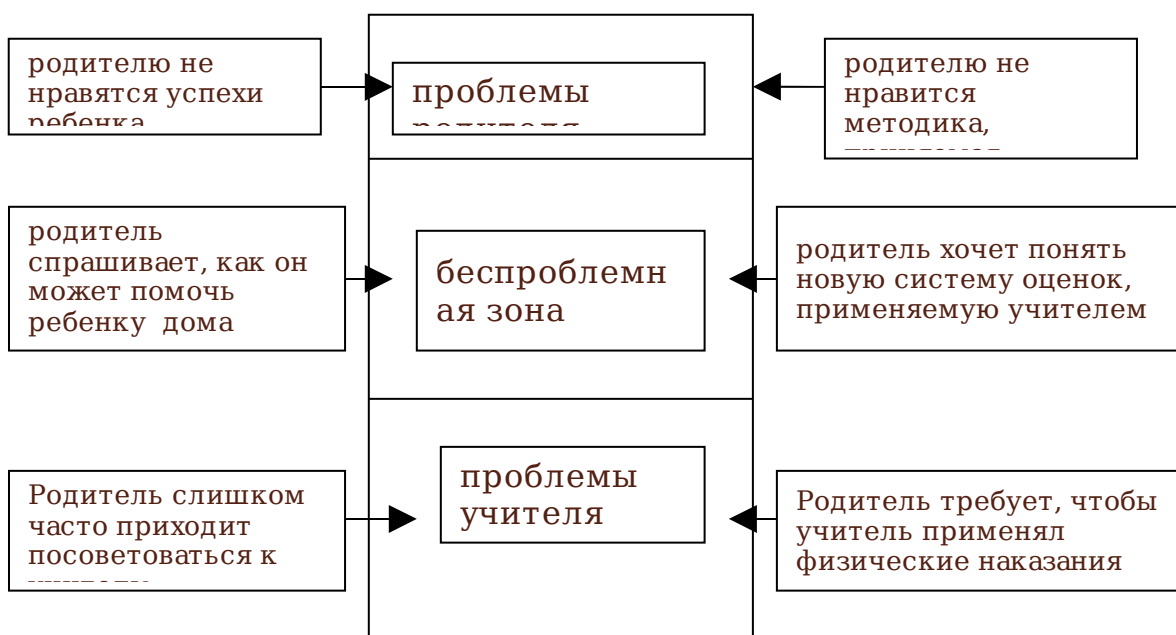 родителю не
нравятся успехи
ребенка
проблемы
родителя
родителю не
нравится
методика,
родитель
спрашивает, как он
может помочь
ребенку дома
беспроблемн
ая зона
родитель хочет понять
новую систему оценок,
применяемую учителем
Родитель слишком
часто приходит
посоветоваться к
проблемы
учителя
Родитель требует, чтобы
учитель применял
физические наказания